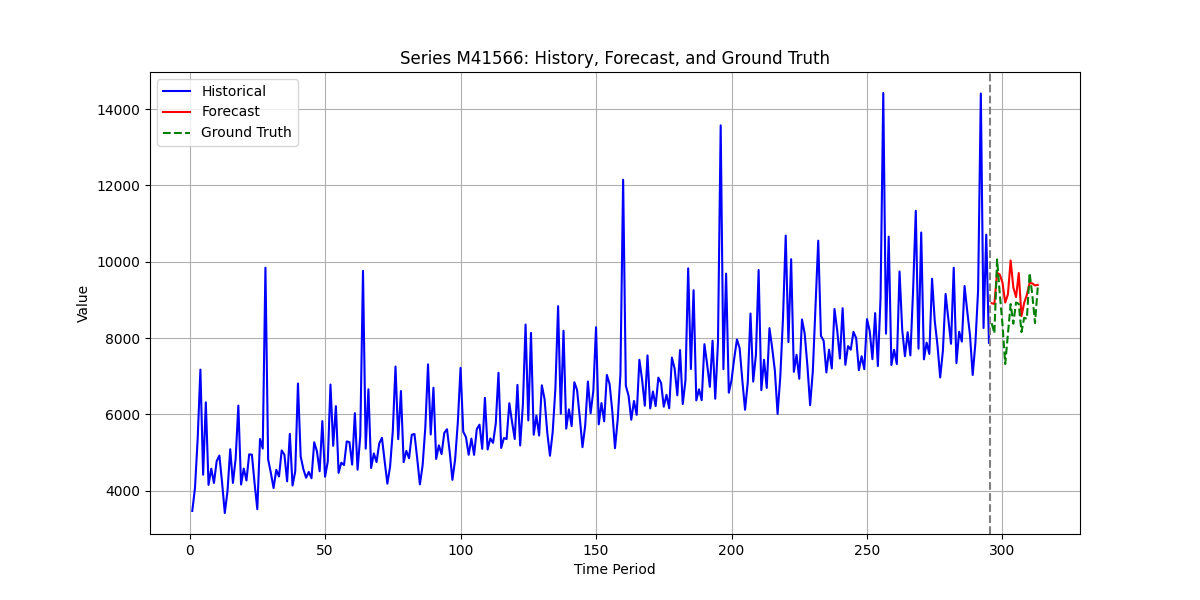 Series M41566: History, Forecast, and Ground Truth
Historical
Forecast
Ground Truth
14000
12000
10000
8000
6000
4000
Value
0
50
100
150
200
250
300
Time Period